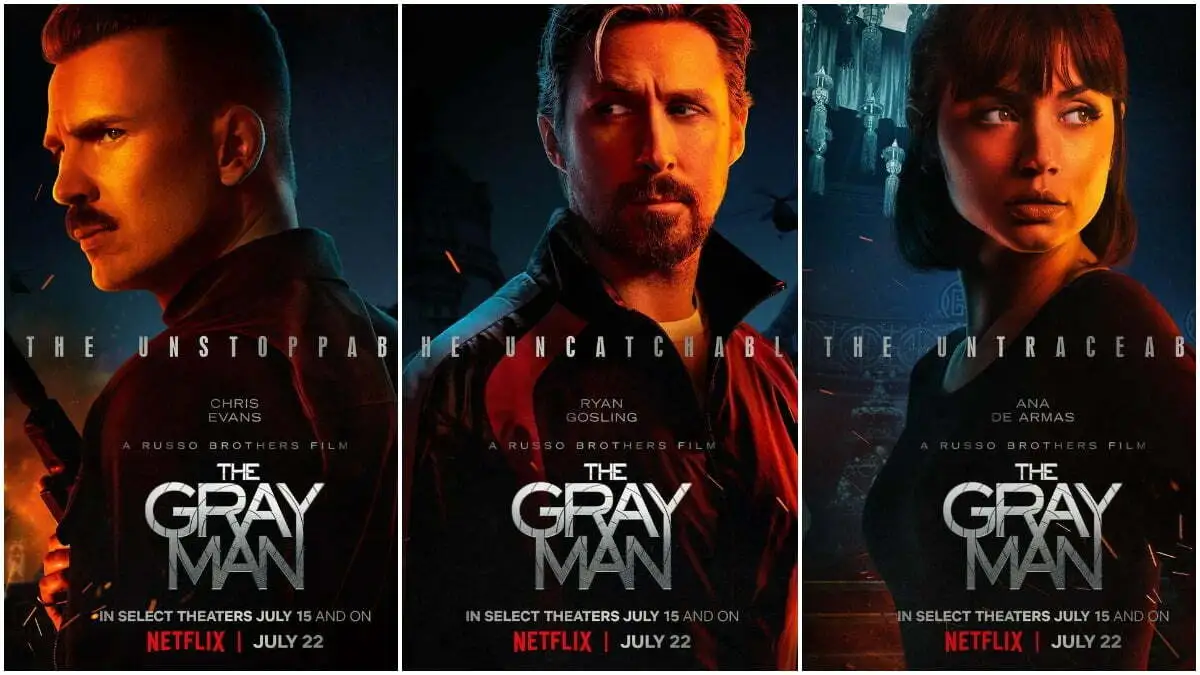 THE UNSTOPPAB
CHRIS
EVANS
A RUSSO BROTHERS FILM
THE
GRAY
MAN
IN SELECT THEATERS JULY 15 AND ON
NETFLIX | JULY 22
HE UNCATCHABL
RYAN
GOSLING
A RUSSO BROTHERS FILM
THE
GRAY
MAN
IN SELECT THEATERS JULY 15 AND ON
NETFLIX | JULY 22
THE UNTRACEAB
ANA
DE ARMAS
A RUSSO BROTHERS FILM
THE
GRAY
MAN
IN SELECT THEATERS JULY 15 AND ON
NETFLIX | JULY 22